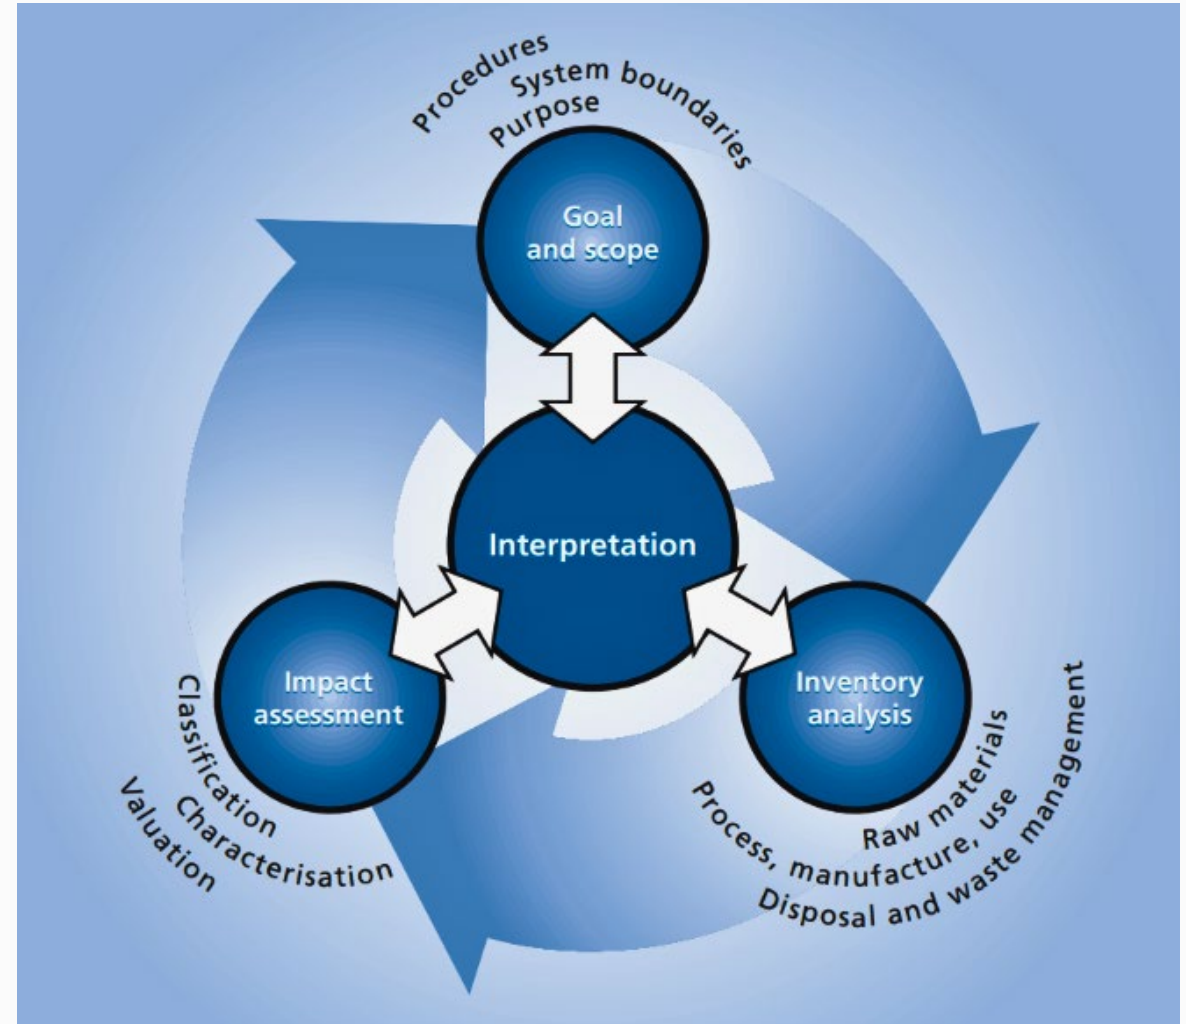 Procedures
System boundaries
Purpose
Goal
and scope
Interpretation
Impact
assessment
Inventory
analysis
Classification
Characterisation
Valuation
Raw materials
Process, manufacture, use
Disposal and waste management